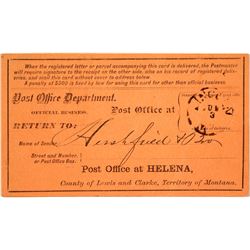 When the registered letter or parcel accompanying this card is delivered, the Postmaster
will require signature to the receipt on the other side, also on his record of registered deliv-
eries, and mail this card without cover to address below.
A penalty of $300 is fixed by law for using this card for other than official business.
Post Office Department.
OFFICIAL BUSINESS.
Post Office at
RETURN TO:
Name of Sender
Hershfield & Bro
Street and Number,
or Post Office Box.
Post Office at HELENA,
County of Lewis and Clarke, Territory of Montana.